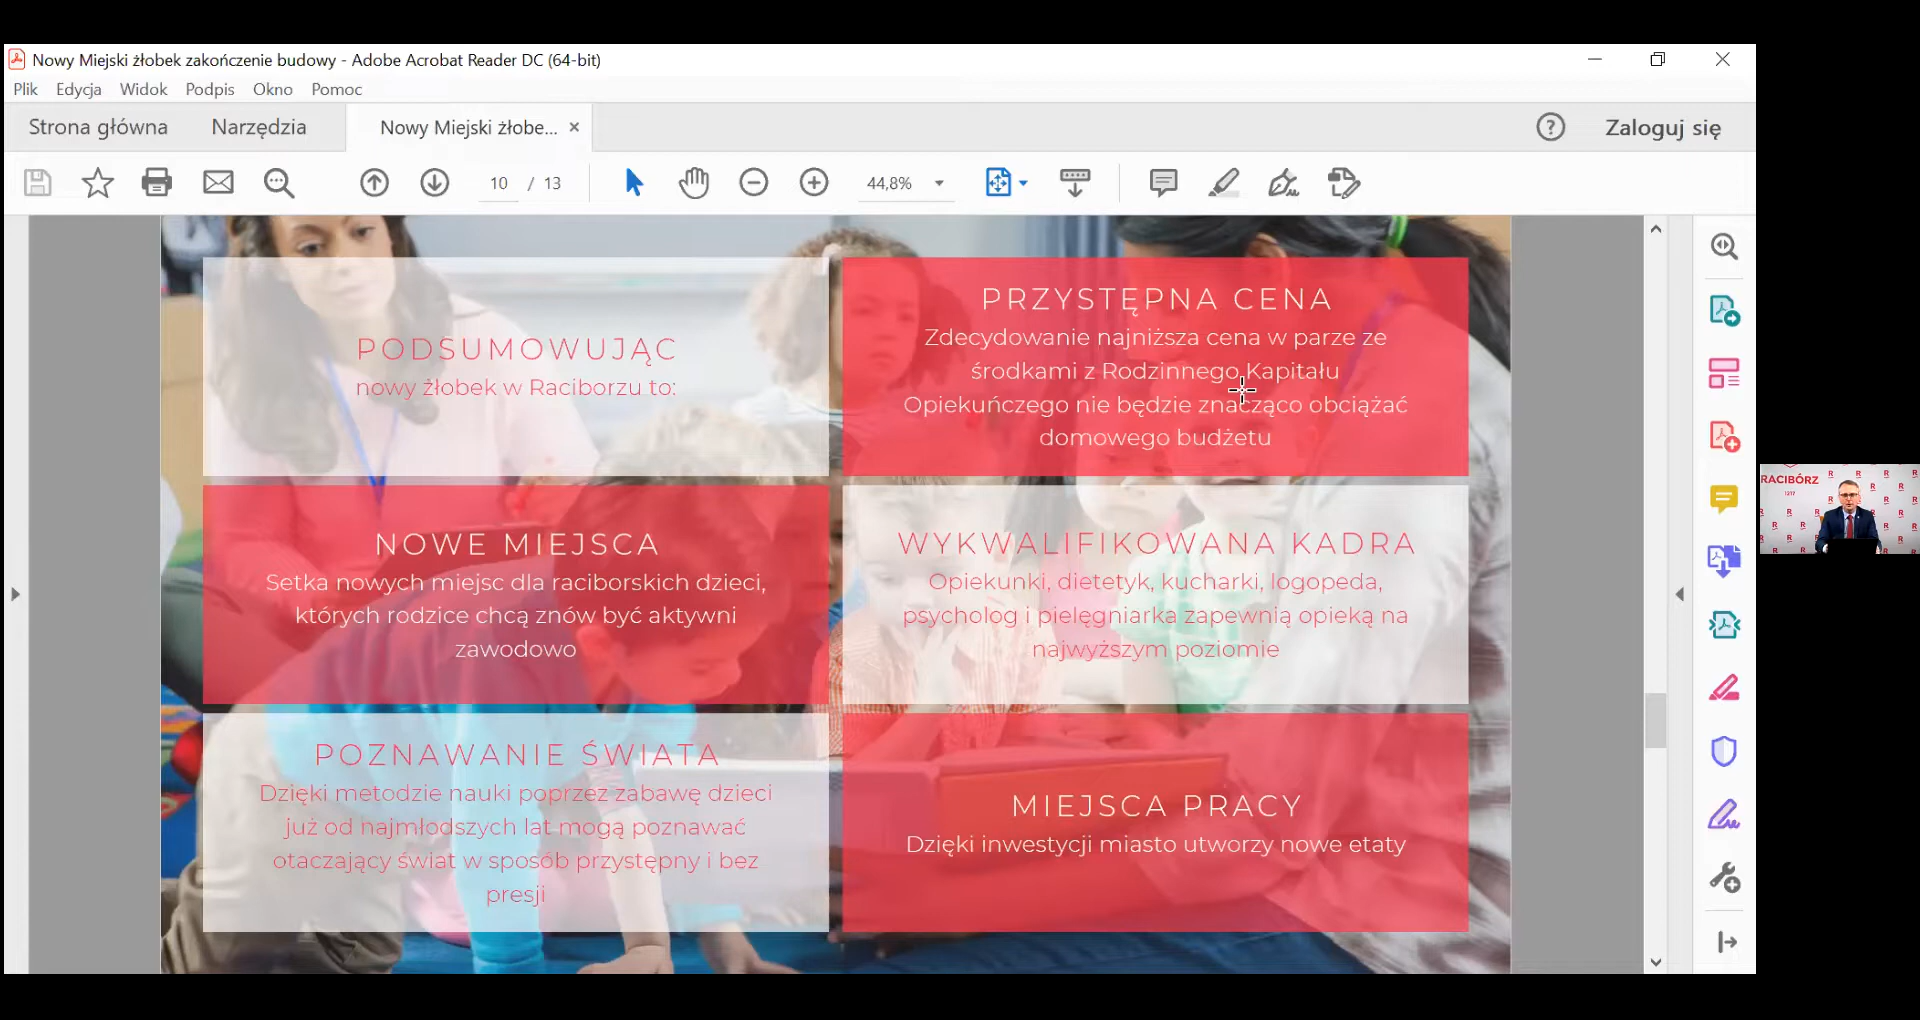 Nowy Miejski żłobek zakończenie budowy - Adobe Acrobat Reader DC (64-bit)
Plik Edycja Widok Podpis Okno Pomoc
Strona główna Narzędzia Nowy Miejski żłobe... Zaloguj się
10 / 13 44,8%
PODSUMOWUJĄC
nowy żłobek w Raciborzu to:
PRZYSTĘPNA CENA
Zdecydowanie najniższa cena w parze ze
środkami z Rodzinnego Kapitału
Opiekuńczego nie będzie znacząco obciążać
domowego budżetu
NOWE MIEJSCA
Setka nowych miejsc dla raciborskich dzieci,
których rodzice chcą znów być aktywni
zawodowo
WYKWALIFIKOWANA KADRA
Opiekunki, dietetyk, kucharki, logopeda,
psycholog i pielęgniarka zapewnią opieką na
najwyższym poziomie
POZNAWANIE ŚWIATA
Dzięki metodzie nauki poprzez zabawę dzieci
już od najmłodszych lat mogą poznawać
otaczający świat w sposób przystępny i bez
presji
MIEJSCA PRACY
Dzięki inwestycji miasto utworzy nowe etaty
RACIBÓRZ